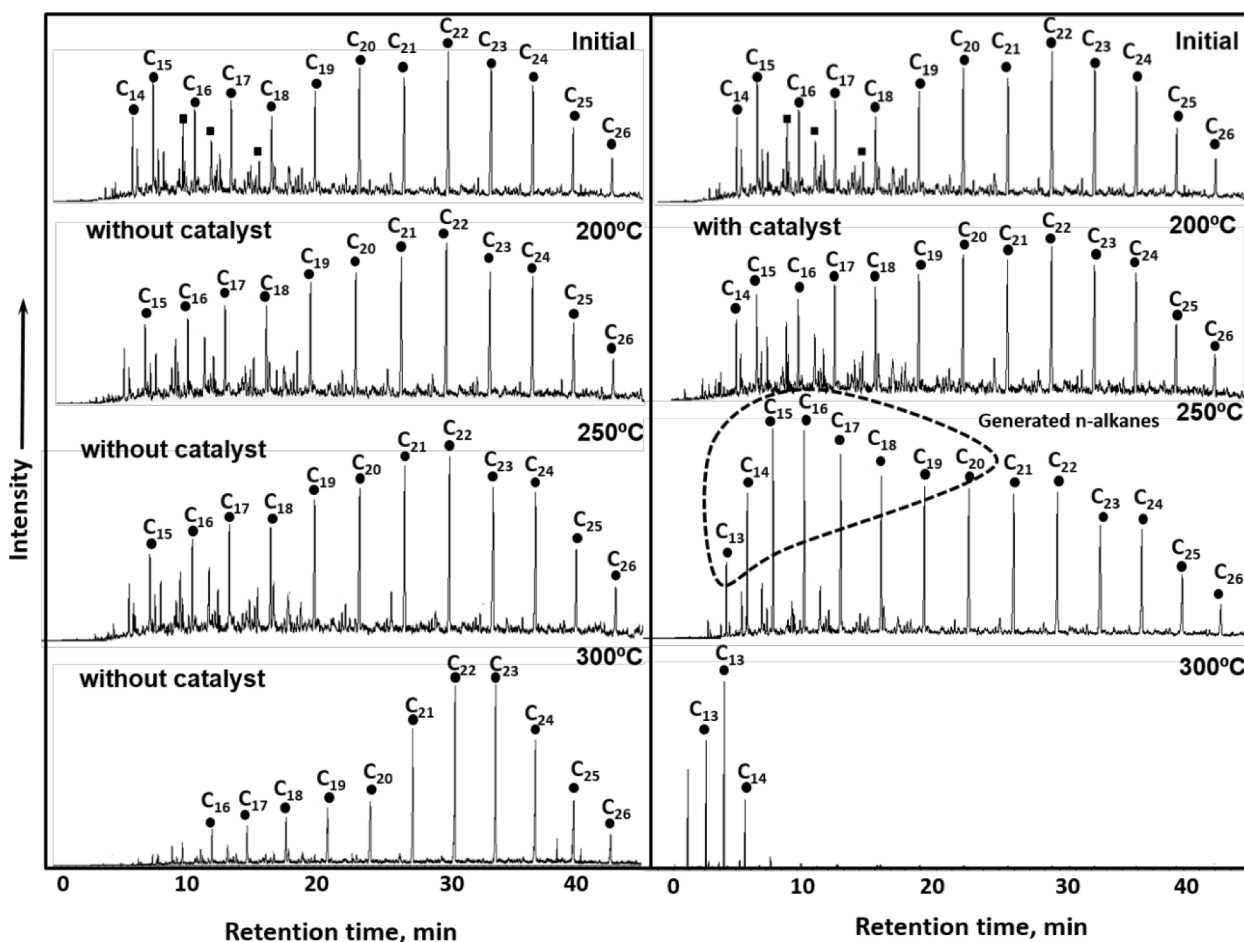 Initial
C14 C15 C16 C17 C18 C19 C20 C21 C22 C23 C24 C25 C26
without catalyst 200ºC
C15 C16 C17 C18 C19 C20 C21 C22 C23 C24 C25 C26
without catalyst 250ºC
C15 C16 C17 C18 C19 C20 C21 C22 C23 C24 C25 C26
without catalyst 300ºC
C16 C17 C18 C19 C20 C21 C22 C23 C24 C25 C26
0 10 20 30 40
Retention time, min
Intensity
Initial
C14 C15 C16 C17 C18 C19 C20 C21 C22 C23 C24 C25 C26
with catalyst 200ºC
C14 C15 C16 C17 C18 C19 C20 C21 C22 C23 C24 C25 C26
250ºC
Generated n-alkanes
C13 C14 C15 C16 C17 C18 C19 C20 C21 C22 C23 C24 C25 C26
300ºC
C13 C13 C14
0 10 20 30 40
Retention time, min